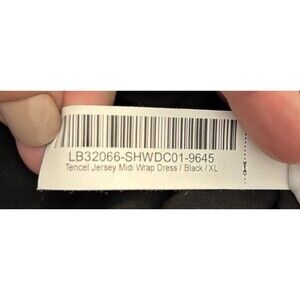 LB32066-SHWDC01-9645
Tencel Jersey Midi Wrap Dress / Black / XL